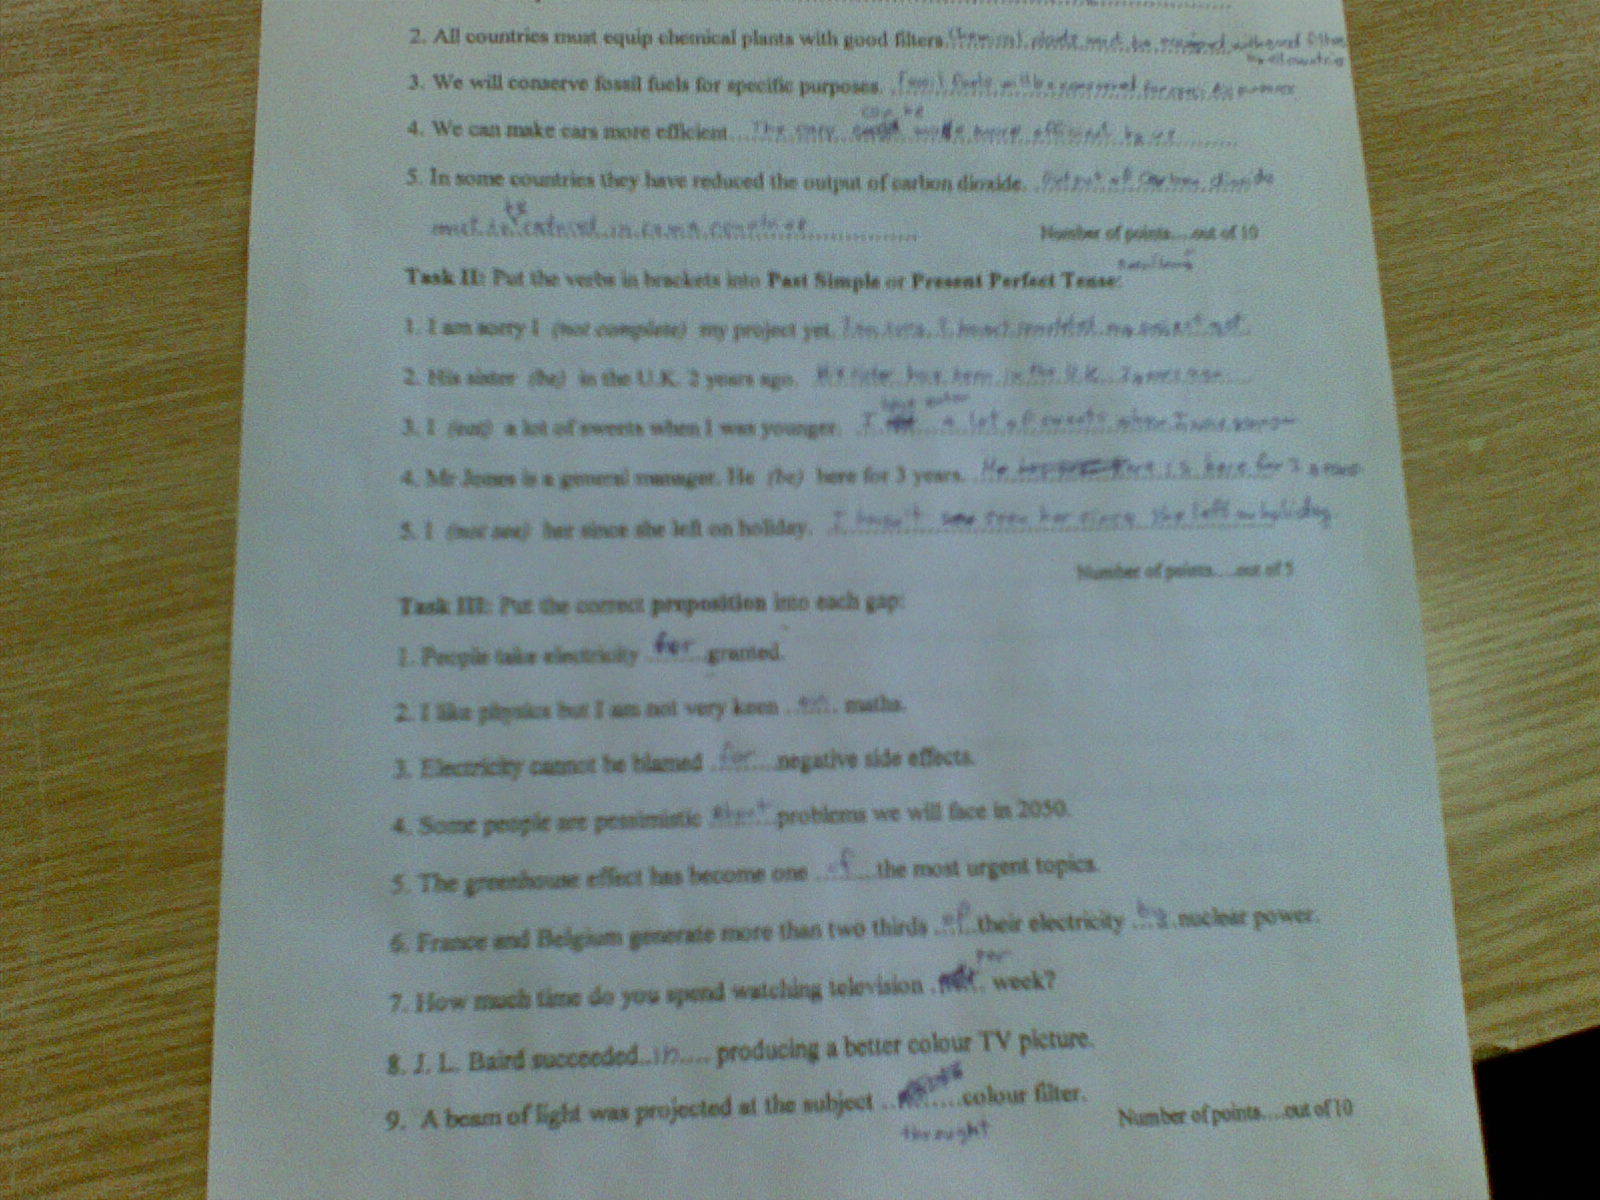 2. All countries must equip chemical plants with good filters. Chemical plants must be equiped with good filters
by all countries
3. We will conserve fossil fuels for specific purposes. Fossil fuels will be conserved for specific purposes
can be
4. We can make cars more efficient. The cars made more efficient by us
5. In some countries they have reduced the output of carbon dioxide. Output of carbon dioxide
be
must in some countries
Number of points....out of 10
Task II: Put the verbs in brackets into Past Simple or Present Perfect Tense:
1. I am sorry I (not complete) my project yet. I am sorry I haven't completed my project yet
2. His sister (be) in the U.K. 2 years ago. His sister has been in the U.K. 2 years ago
have eaten
3. I (eat) a lot of sweets when I was younger. I a lot of sweets when I was younger
4. Mr Jones is a general manager. He (be) here for 3 years. He is here for 3 years
5. I (not see) her since she left on holiday. I haven't seen her since she left on holiday
Number of points....out of 5
Task III: Put the correct preposition into each gap:
1. People take electricity for granted.
2. I like physics but I am not very keen on maths.
3. Electricity cannot be blamed for negative side effects.
4. Some people are pessimistic about problems we will face in 2050.
5. The greenhouse effect has become one of the most urgent topics.
6. France and Belgium generate more than two thirds of their electricity by nuclear power.
per
7. How much time do you spend watching television week?
8. J. L. Baird succeeded in producing a better colour TV picture.
9. A beam of light was projected at the subject colour filter.
throught
Number of points....out of 10